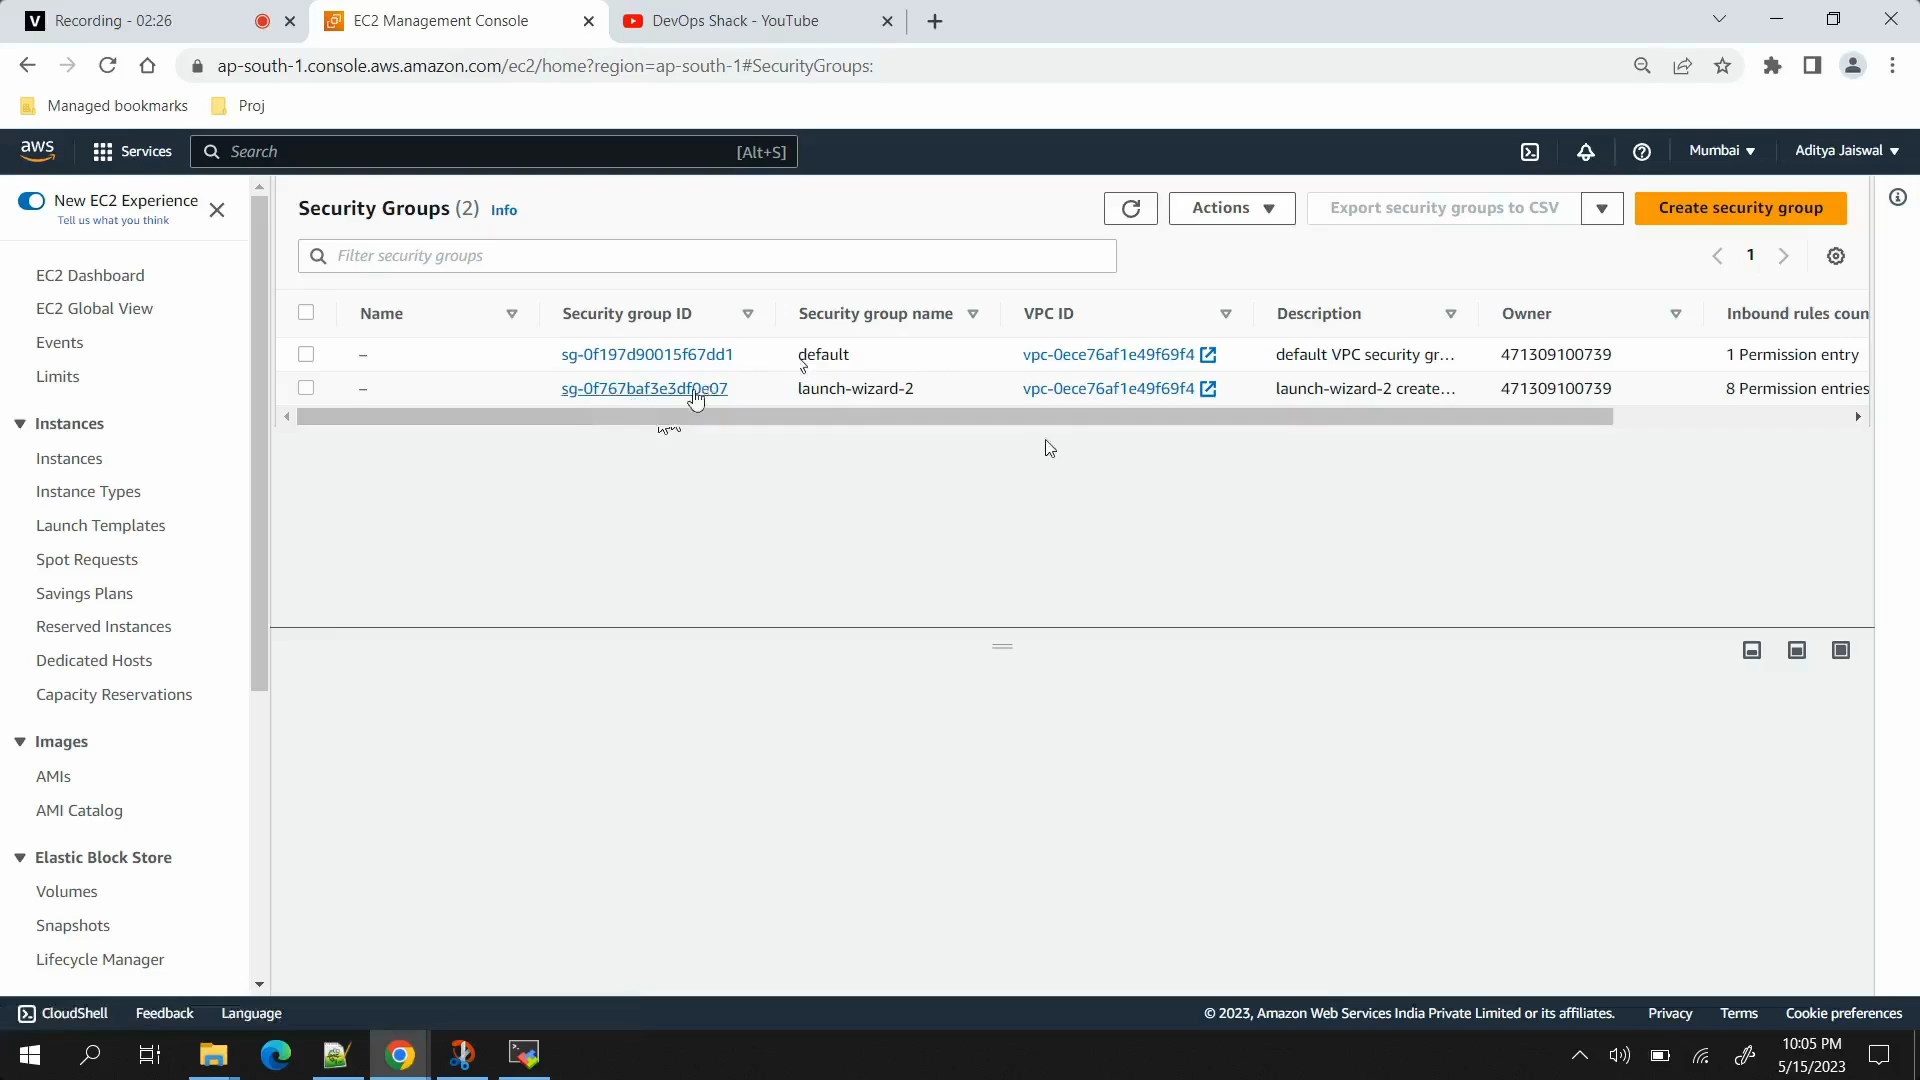 Recording - 02:26
EC2 Management Console
DevOps Shack - YouTube
ap-south-1.console.aws.amazon.com/ec2/home?region=ap-south-1#SecurityGroups:
Managed bookmarks
Proj
aws
Services
Search
[Alt+S]
Mumbai
Aditya Jaiswal
New EC2 Experience
Tell us what you think
EC2 Dashboard
EC2 Global View
Events
Limits
Instances
Instances
Instance Types
Launch Templates
Spot Requests
Savings Plans
Reserved Instances
Dedicated Hosts
Capacity Reservations
Images
AMIs
AMI Catalog
Elastic Block Store
Volumes
Snapshots
Lifecycle Manager
Security Groups (2) Info
Actions
Export security groups to CSV
Create security group
Filter security groups
1
Name Security group ID Security group name VPC ID Description Owner Inbound rules coun
– sg-0f197d90015f67dd1 default vpc-0ece76af1e49f69f4 default VPC security gr... 471309100739 1 Permission entry
– sg-0f767baf3e3df0e07 launch-wizard-2 vpc-0ece76af1e49f69f4 launch-wizard-2 create... 471309100739 8 Permission entries
CloudShell Feedback Language
© 2023, Amazon Web Services India Private Limited or its affiliates. Privacy Terms Cookie preferences
10:05 PM
5/15/2023